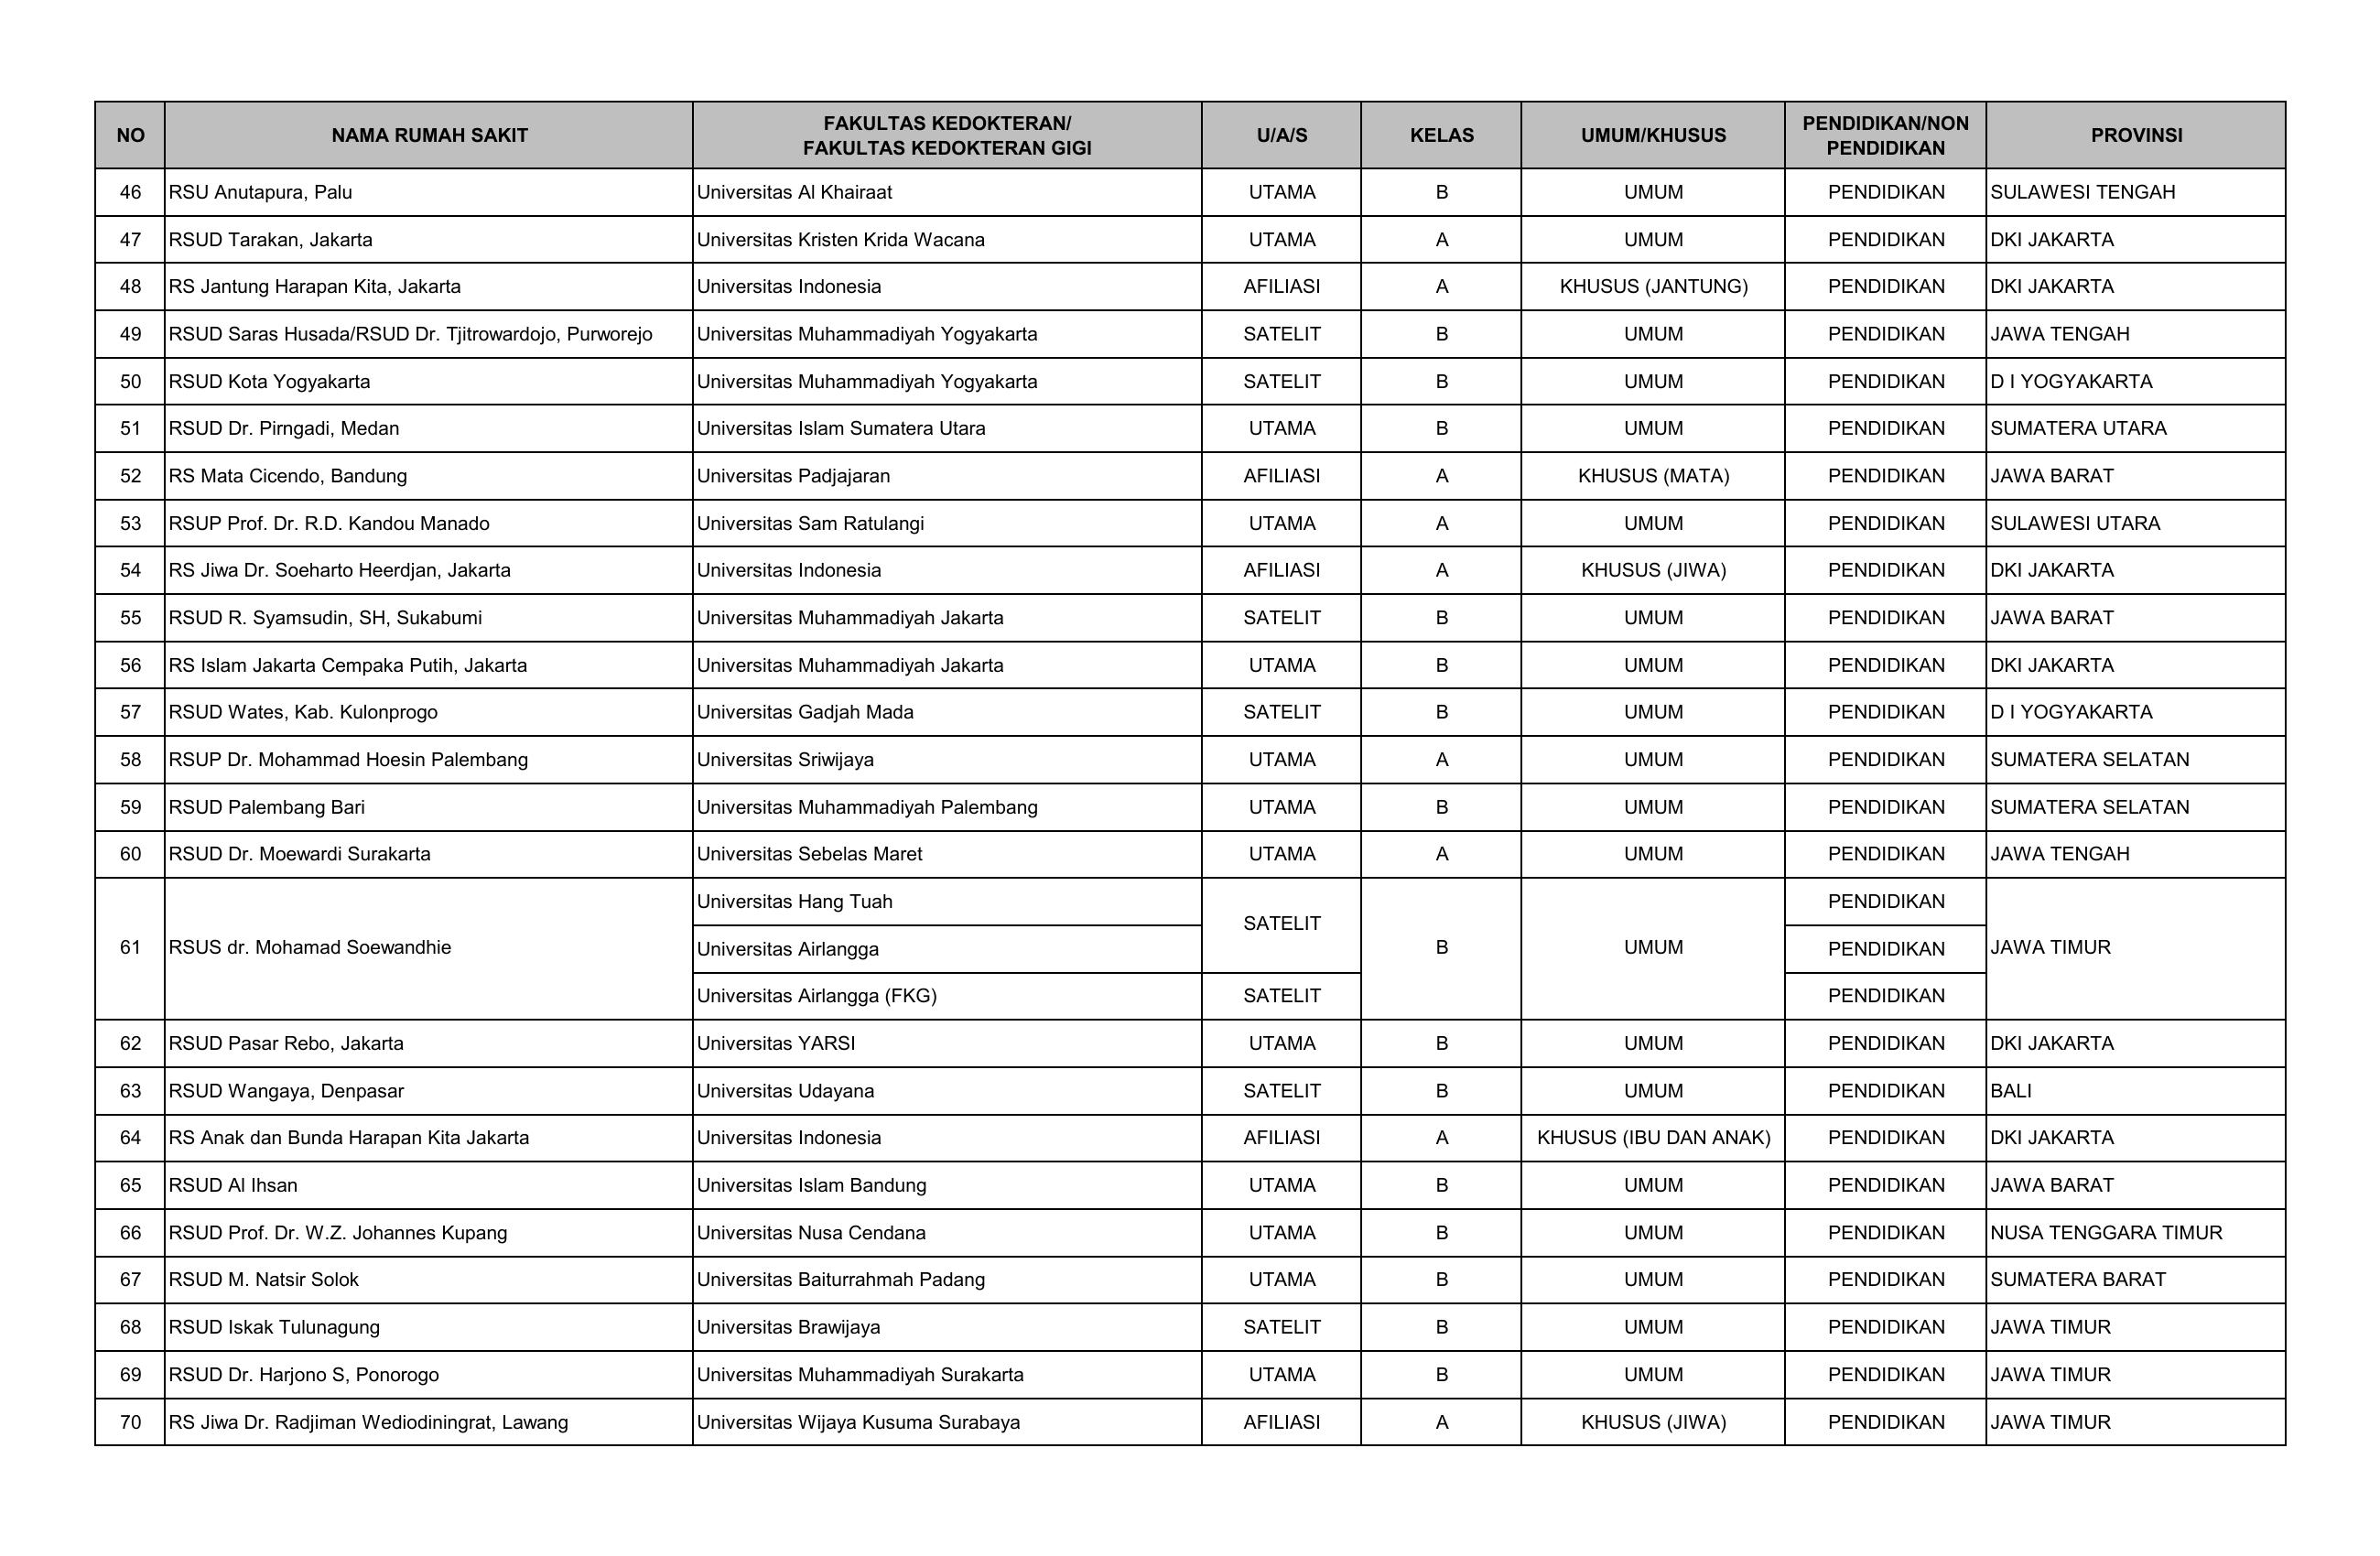 NO NAMA RUMAH SAKIT FAKULTAS KEDOKTERAN/ FAKULTAS KEDOKTERAN GIGI U/A/S KELAS UMUM/KHUSUS PENDIDIKAN/NON PENDIDIKAN PROVINSI
46 RSU Anutapura, Palu Universitas Al Khairaat UTAMA B UMUM PENDIDIKAN SULAWESI TENGAH
47 RSUD Tarakan, Jakarta Universitas Kristen Krida Wacana UTAMA A UMUM PENDIDIKAN DKI JAKARTA
48 RS Jantung Harapan Kita, Jakarta Universitas Indonesia AFILIASI A KHUSUS (JANTUNG) PENDIDIKAN DKI JAKARTA
49 RSUD Saras Husada/RSUD Dr. Tjitrowardojo, Purworejo Universitas Muhammadiyah Yogyakarta SATELIT B UMUM PENDIDIKAN JAWA TENGAH
50 RSUD Kota Yogyakarta Universitas Muhammadiyah Yogyakarta SATELIT B UMUM PENDIDIKAN D I YOGYAKARTA
51 RSUD Dr. Pirngadi, Medan Universitas Islam Sumatera Utara UTAMA B UMUM PENDIDIKAN SUMATERA UTARA
52 RS Mata Cicendo, Bandung Universitas Padjajaran AFILIASI A KHUSUS (MATA) PENDIDIKAN JAWA BARAT
53 RSUP Prof. Dr. R.D. Kandou Manado Universitas Sam Ratulangi UTAMA A UMUM PENDIDIKAN SULAWESI UTARA
54 RS Jiwa Dr. Soeharto Heerdjan, Jakarta Universitas Indonesia AFILIASI A KHUSUS (JIWA) PENDIDIKAN DKI JAKARTA
55 RSUD R. Syamsudin, SH, Sukabumi Universitas Muhammadiyah Jakarta SATELIT B UMUM PENDIDIKAN JAWA BARAT
56 RS Islam Jakarta Cempaka Putih, Jakarta Universitas Muhammadiyah Jakarta UTAMA B UMUM PENDIDIKAN DKI JAKARTA
57 RSUD Wates, Kab. Kulonprogo Universitas Gadjah Mada SATELIT B UMUM PENDIDIKAN D I YOGYAKARTA
58 RSUP Dr. Mohammad Hoesin Palembang Universitas Sriwijaya UTAMA A UMUM PENDIDIKAN SUMATERA SELATAN
59 RSUD Palembang Bari Universitas Muhammadiyah Palembang UTAMA B UMUM PENDIDIKAN SUMATERA SELATAN
60 RSUD Dr. Moewardi Surakarta Universitas Sebelas Maret UTAMA A UMUM PENDIDIKAN JAWA TENGAH
61 RSUS dr. Mohamad Soewandhie Universitas Hang Tuah SATELIT B UMUM PENDIDIKAN JAWA TIMUR
Universitas Airlangga PENDIDIKAN
Universitas Airlangga (FKG) SATELIT PENDIDIKAN
62 RSUD Pasar Rebo, Jakarta Universitas YARSI UTAMA B UMUM PENDIDIKAN DKI JAKARTA
63 RSUD Wangaya, Denpasar Universitas Udayana SATELIT B UMUM PENDIDIKAN BALI
64 RS Anak dan Bunda Harapan Kita Jakarta Universitas Indonesia AFILIASI A KHUSUS (IBU DAN ANAK) PENDIDIKAN DKI JAKARTA
65 RSUD Al Ihsan Universitas Islam Bandung UTAMA B UMUM PENDIDIKAN JAWA BARAT
66 RSUD Prof. Dr. W.Z. Johannes Kupang Universitas Nusa Cendana UTAMA B UMUM PENDIDIKAN NUSA TENGGARA TIMUR
67 RSUD M. Natsir Solok Universitas Baiturrahmah Padang UTAMA B UMUM PENDIDIKAN SUMATERA BARAT
68 RSUD Iskak Tulunagung Universitas Brawijaya SATELIT B UMUM PENDIDIKAN JAWA TIMUR
69 RSUD Dr. Harjono S, Ponorogo Universitas Muhammadiyah Surakarta UTAMA B UMUM PENDIDIKAN JAWA TIMUR
70 RS Jiwa Dr. Radjiman Wediodiningrat, Lawang Universitas Wijaya Kusuma Surabaya AFILIASI A KHUSUS (JIWA) PENDIDIKAN JAWA TIMUR